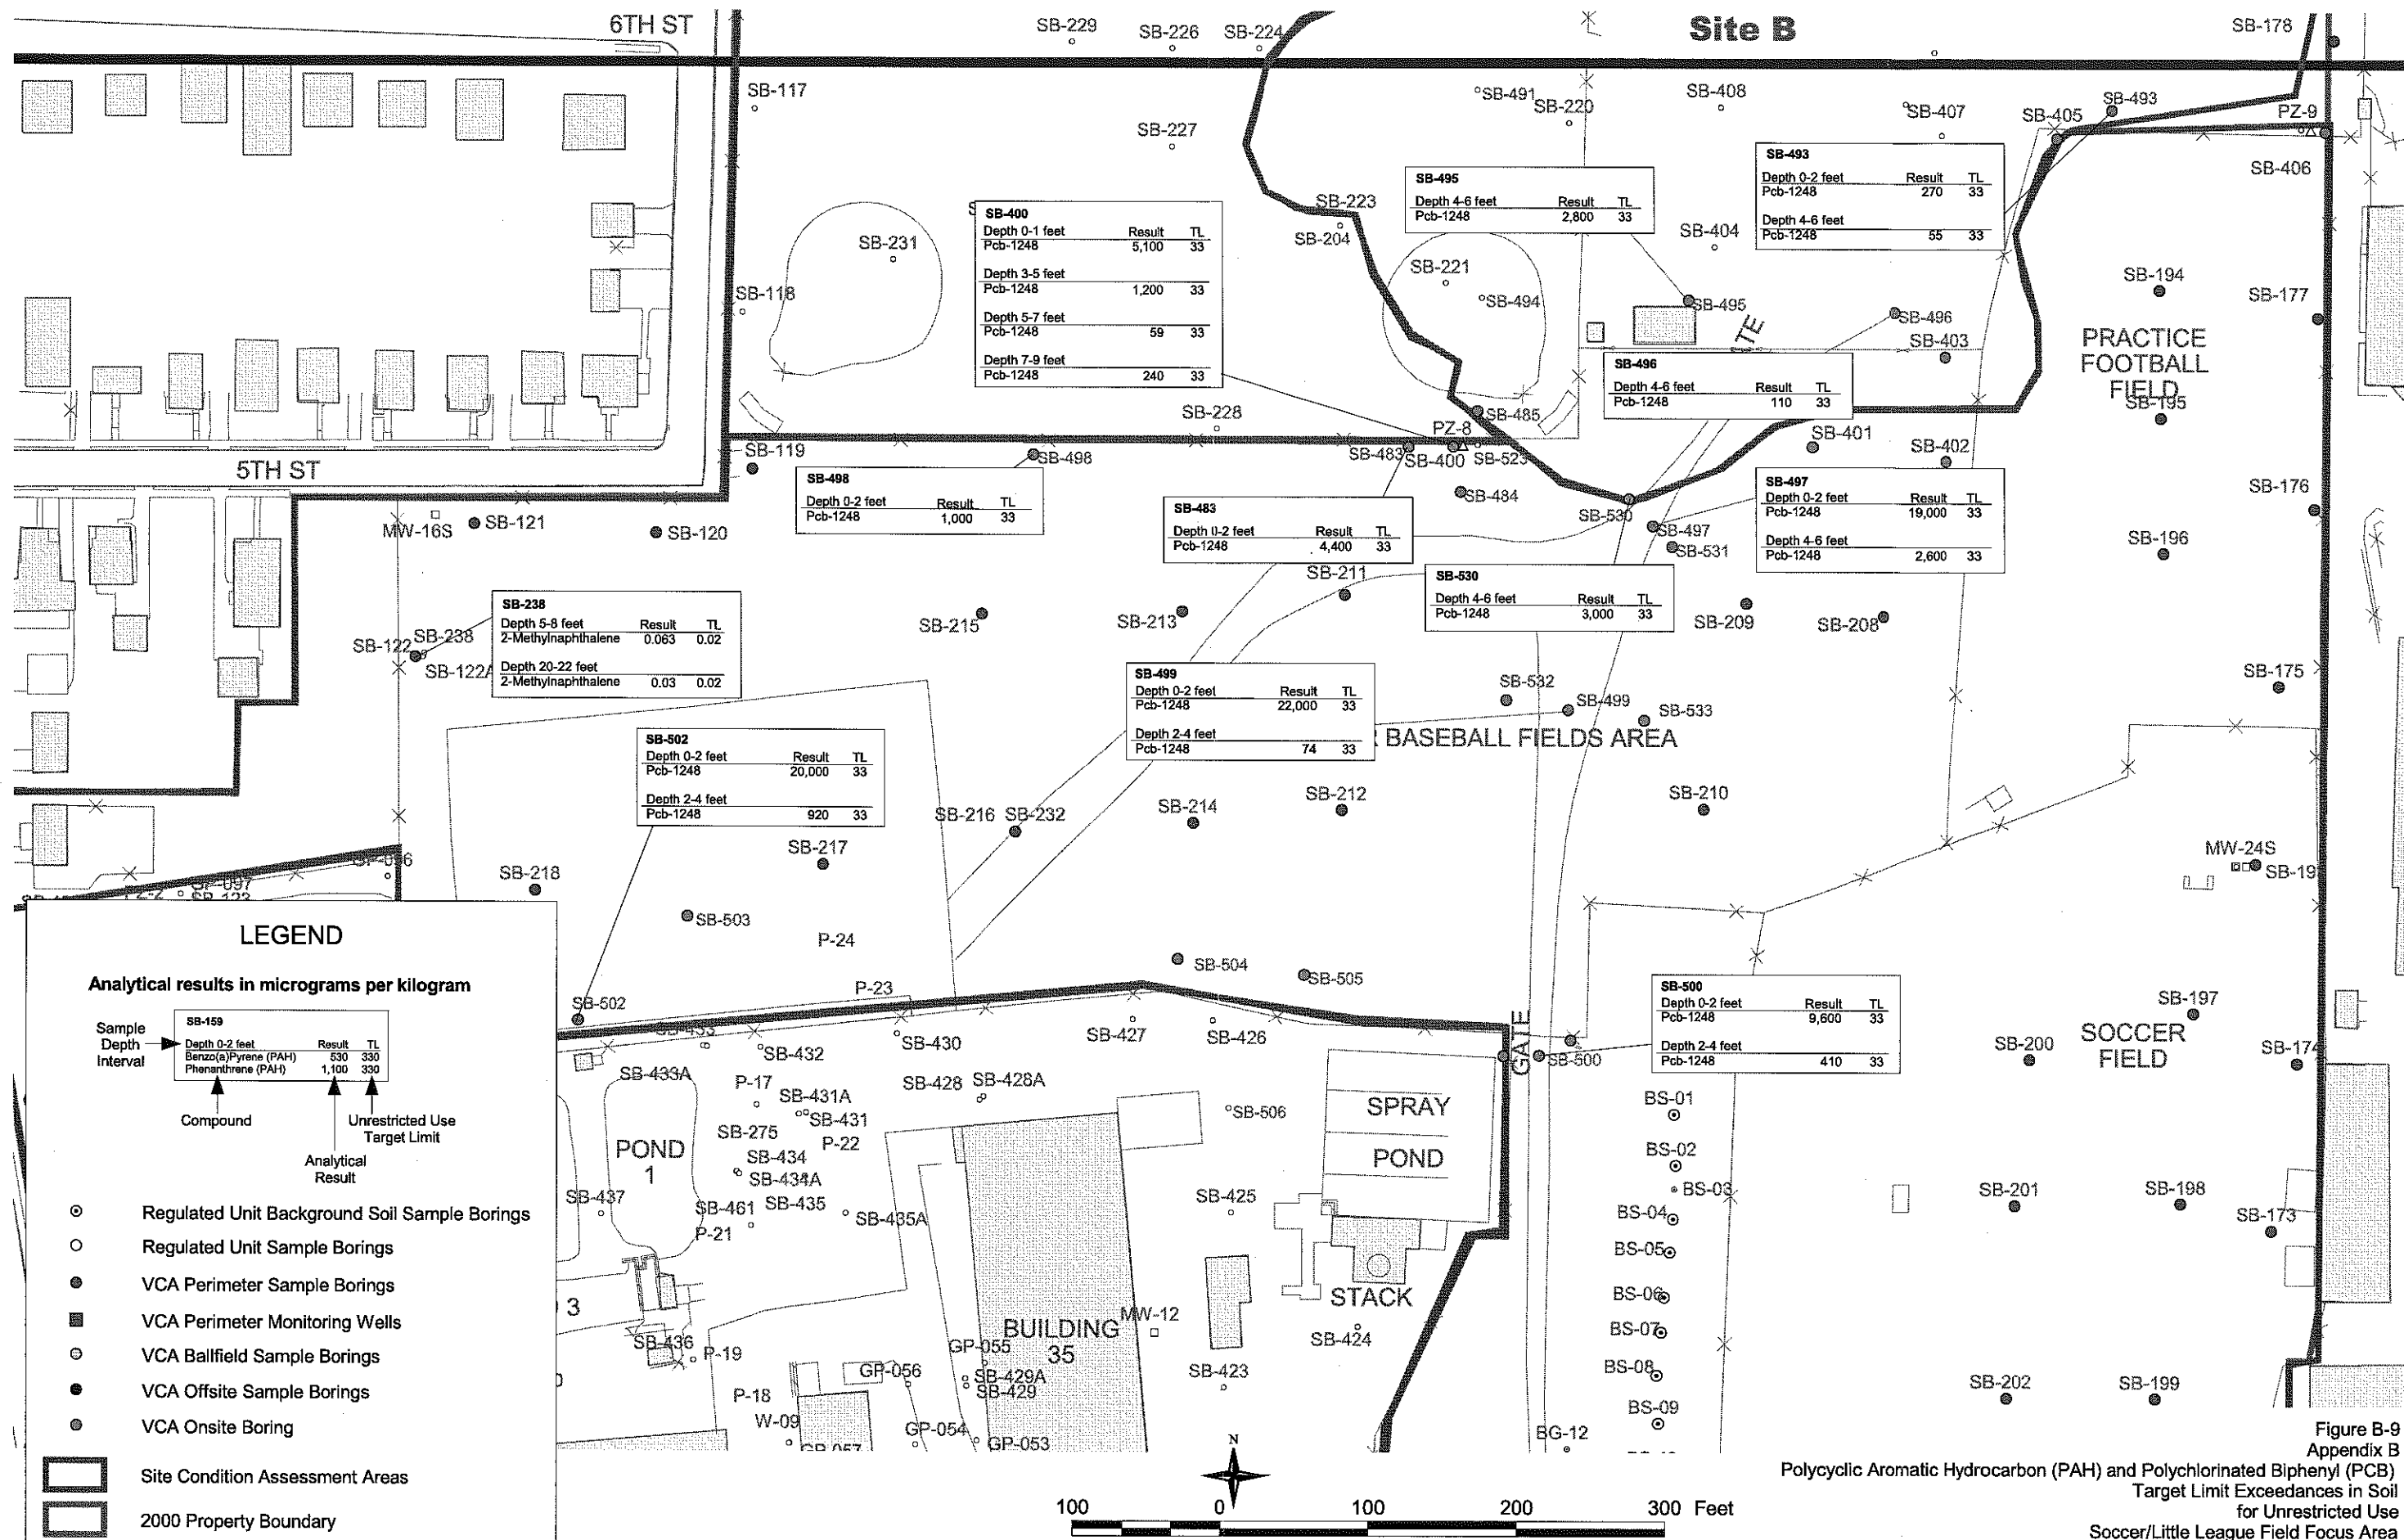 6TH ST
SB-229
SB-226
SB-224
Site B
SB-178
SB-117
SB-227
SB-491
SB-220
SB-408
SB-407
SB-405
SB-493
PZ-9
SB-406
SB-493
Depth 0-2 feet Result TL
Pcb-1248 270 33
Depth 4-6 feet
Pcb-1248 55 33
SB-495
Depth 4-6 feet Result TL
Pcb-1248 2,800 33
SB-400
Depth 0-1 feet Result TL
Pcb-1248 5,100 33
Depth 3-5 feet
Pcb-1248 1,200 33
Depth 5-7 feet
Pcb-1248 59 33
Depth 7-9 feet
Pcb-1248 240 33
SB-223
SB-204
SB-231
SB-118
SB-221
SB-494
SB-404
SB-495
SB-496
SB-403
SB-194
SB-177
PRACTICE
FOOTBALL
FIELD
SB-195
SB-496
Depth 4-6 feet Result TL
Pcb-1248 110 33
SB-228
SB-485
PZ-8
SB-483
SB-400
SB-523
SB-484
SB-401
SB-402
5TH ST
SB-119
SB-498
SB-498
Depth 0-2 feet Result TL
Pcb-1248 1,000 33
SB-483
Depth 0-2 feet Result TL
Pcb-1248 4,400 33
SB-497
Depth 0-2 feet Result TL
Pcb-1248 19,000 33
Depth 4-6 feet
Pcb-1248 2,600 33
SB-176
SB-196
MW-16S
SB-121
SB-120
SB-530
SB-497
SB-531
SB-211
SB-530
Depth 4-6 feet Result TL
Pcb-1248 3,000 33
SB-238
Depth 5-8 feet Result TL
2-Methylnaphthalene 0.063 0.02
Depth 20-22 feet
2-Methylnaphthalene 0.03 0.02
SB-122
SB-238
SB-122A
SB-215
SB-213
SB-209
SB-208
SB-175
SB-499
Depth 0-2 feet Result TL
Pcb-1248 22,000 33
Depth 2-4 feet
Pcb-1248 74 33
SB-532
SB-499
SB-533
R BASEBALL FIELDS AREA
SB-502
Depth 0-2 feet Result TL
Pcb-1248 20,000 33
Depth 2-4 feet
Pcb-1248 920 33
SB-216
SB-232
SB-214
SB-212
SB-210
SB-217
SB-218
SB-503
P-24
P-23
SB-504
SB-505
MW-24S
SB-19
SB-502
SB-500
Depth 0-2 feet Result TL
Pcb-1248 9,600 33
Depth 2-4 feet
Pcb-1248 410 33
SB-197
SOCCER
FIELD
SB-200
SB-174
SB-432
SB-430
SB-427
SB-426
GATE
SB-500
SB-433A
P-17
SB-431A
SB-431
SB-428
SB-428A
SB-506
SPRAY
POND
SB-275
P-22
POND
1
SB-434
SB-434A
SB-437
SB-461
SB-435
SB-435A
P-21
SB-425
BS-01
BS-02
BS-03
BS-04
BS-05
BS-06
BS-07
BS-08
BS-09
SB-201
SB-198
SB-173
STACK
BUILDING
35
MW-12
SB-424
SB-423
3
SB-436
P-19
P-18
W-09
GP-056
GP-055
SB-429A
SB-429
GP-054
GP-053
GP-057
BG-12
SB-202
SB-199
LEGEND
Analytical results in micrograms per kilogram
Sample
Depth
Interval
SB-159
Depth 0-2 feet Result TL
Benzo(a)Pyrene (PAH) 530 330
Phenanthrene (PAH) 1,100 330
Compound
Unrestricted Use
Target Limit
Analytical
Result
Regulated Unit Background Soil Sample Borings
Regulated Unit Sample Borings
VCA Perimeter Sample Borings
VCA Perimeter Monitoring Wells
VCA Ballfield Sample Borings
VCA Offsite Sample Borings
VCA Onsite Boring
Site Condition Assessment Areas
2000 Property Boundary
N
100 0 100 200 300 Feet
Figure B-9
Appendix B
Polycyclic Aromatic Hydrocarbon (PAH) and Polychlorinated Biphenyl (PCB)
Target Limit Exceedances in Soil
for Unrestricted Use
Soccer/Little League Field Focus Area